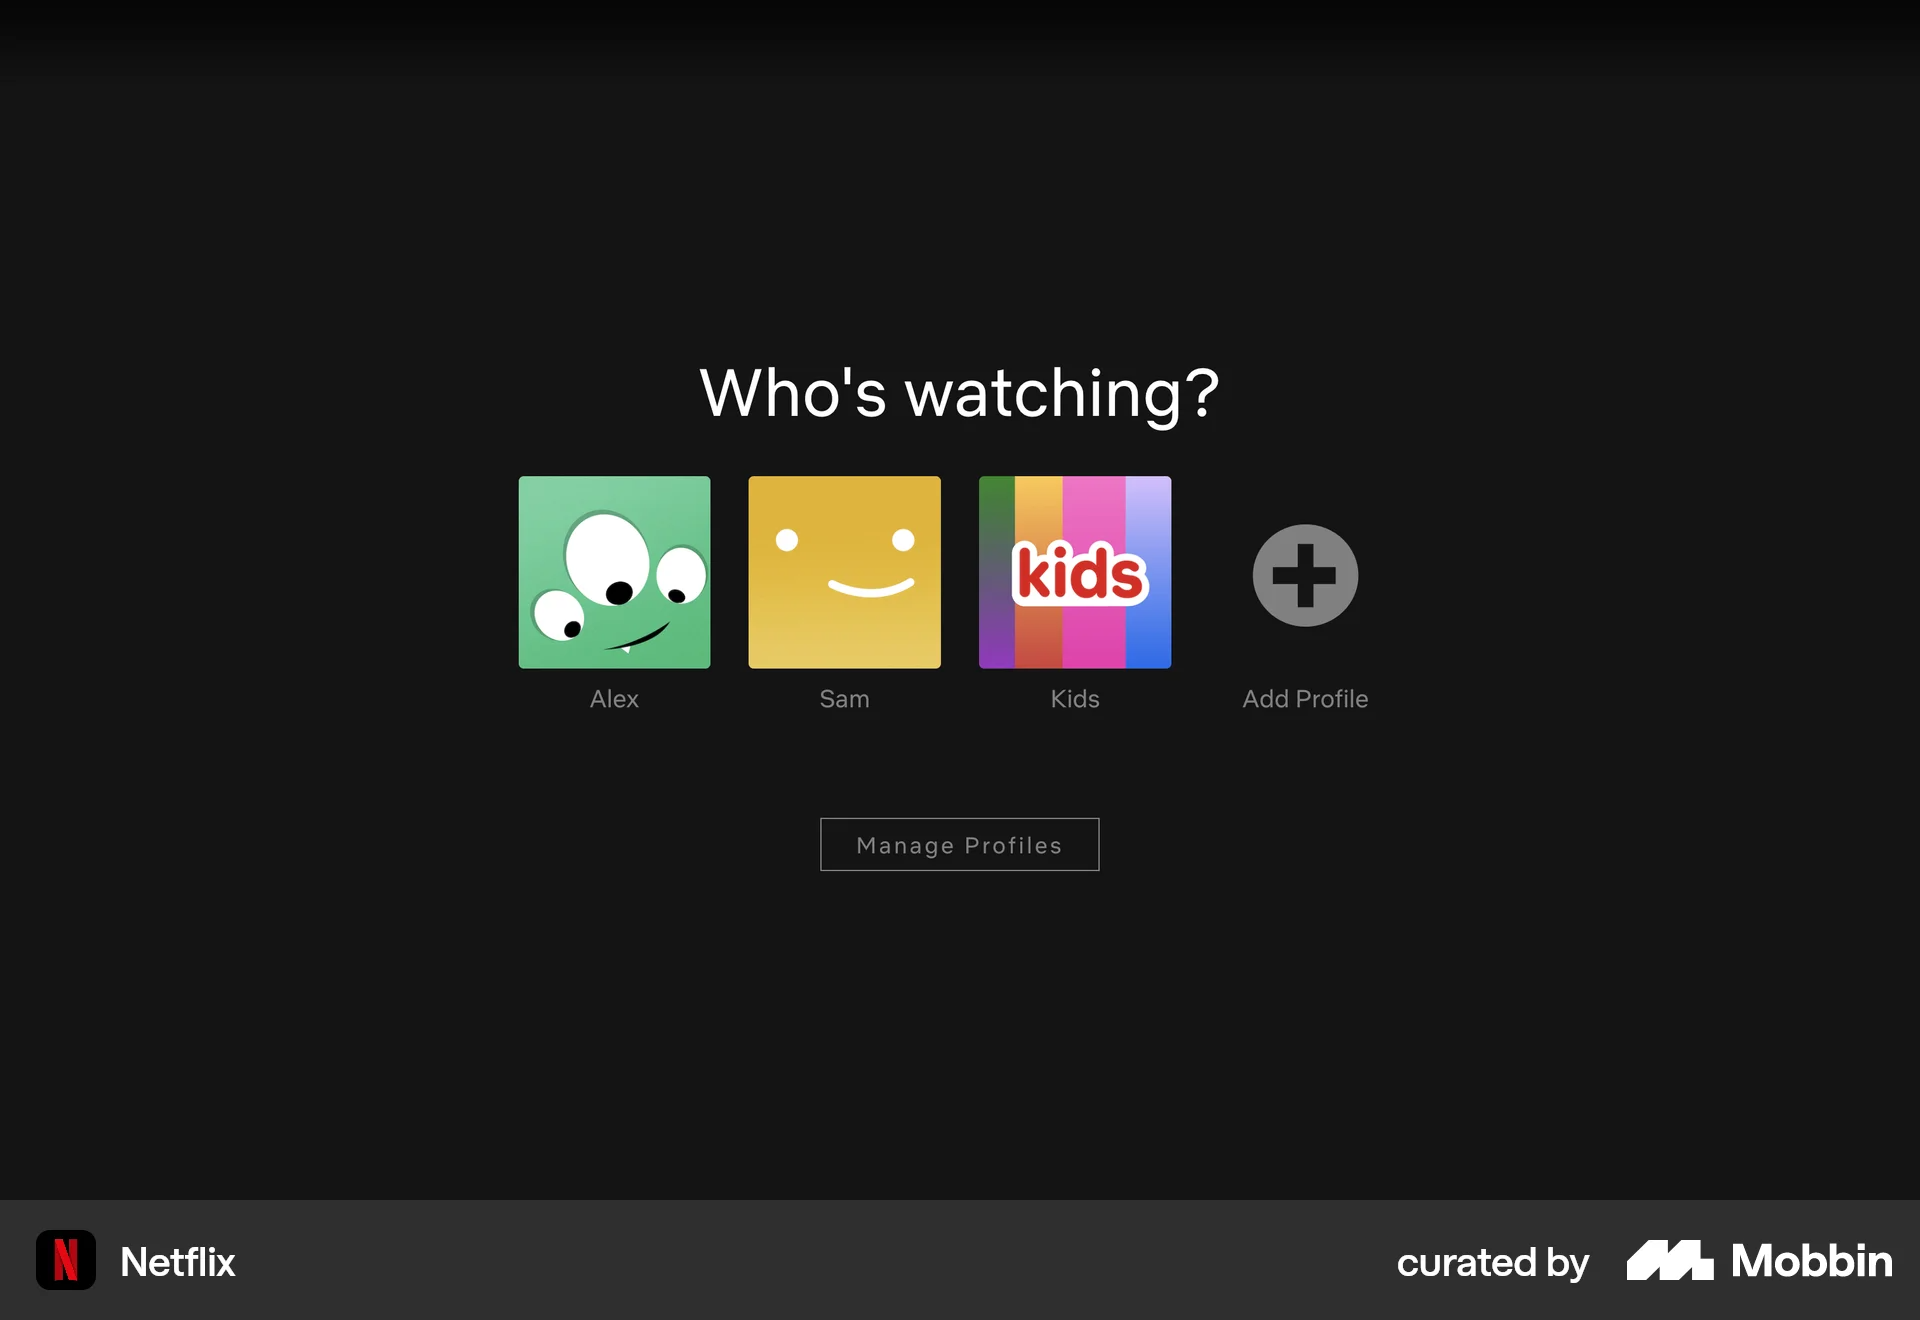 Who's watching?
kids
Alex
Sam
Kids
Add Profile
Manage Profiles
Netflix
curated by Mobbin